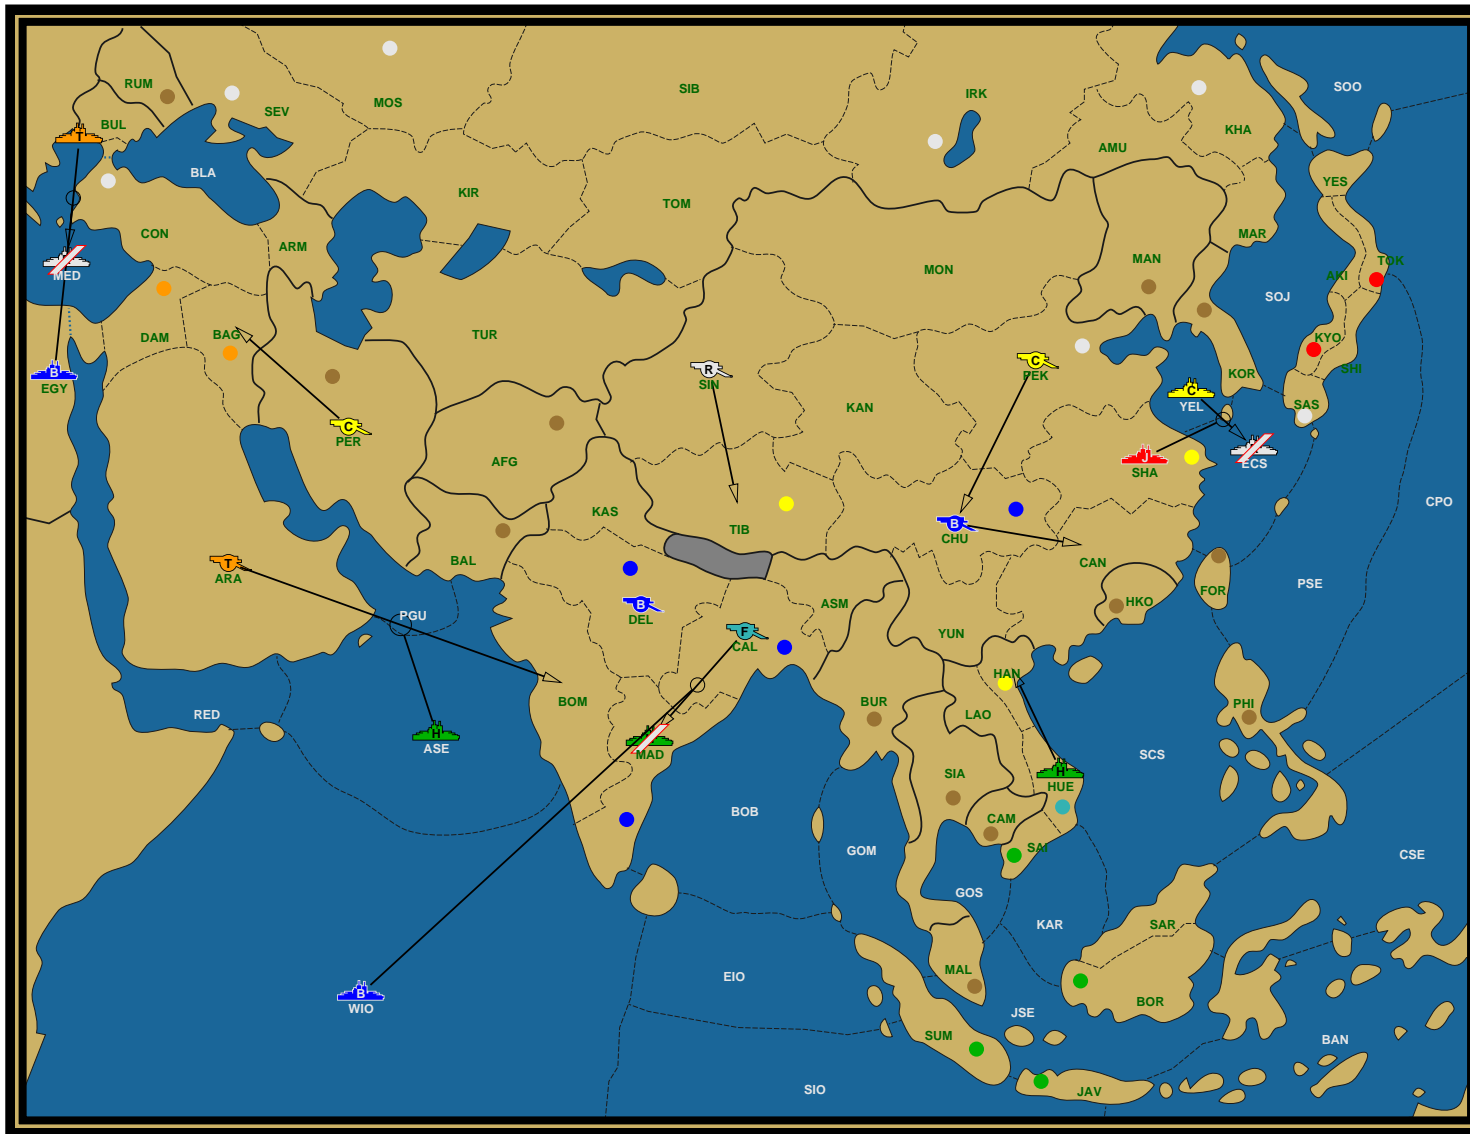 SOO
RUM
SIB
IRK
MOS
SEV
BUL
KHA
T
AMU
BLA
YES
KIR
TOM
CON
MAR
ARM
MAN
TOK
MON
AKI
MED
SOJ
DAM
BAG
TUR
KYO
R
C
SHI
B
KOR
SIN
PEK
EGY
C
SAS
YEL
KAN
C
PER
J
ECS
AFG
SHA
CPO
KAS
TIB
B
CHU
BAL
CAN
T
ARA
PSE
FOR
B
HKO
ASM
PGU
DEL
F
YUN
CAL
HAN
BOM
BUR
PHI
RED
LAO
H
ASE
MAD
SCS
H
SIA
HUE
BOB
CAM
SAI
GOM
CSE
GOS
KAR
SAR
MAL
EIO
B
BOR
WIO
JSE
SUM
BAN
SIO
JAV